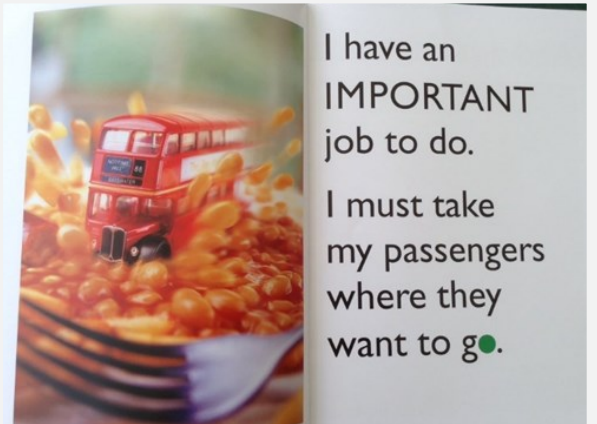 I have an
IMPORTANT
job to do.
I must take
my passengers
where they
want to go.